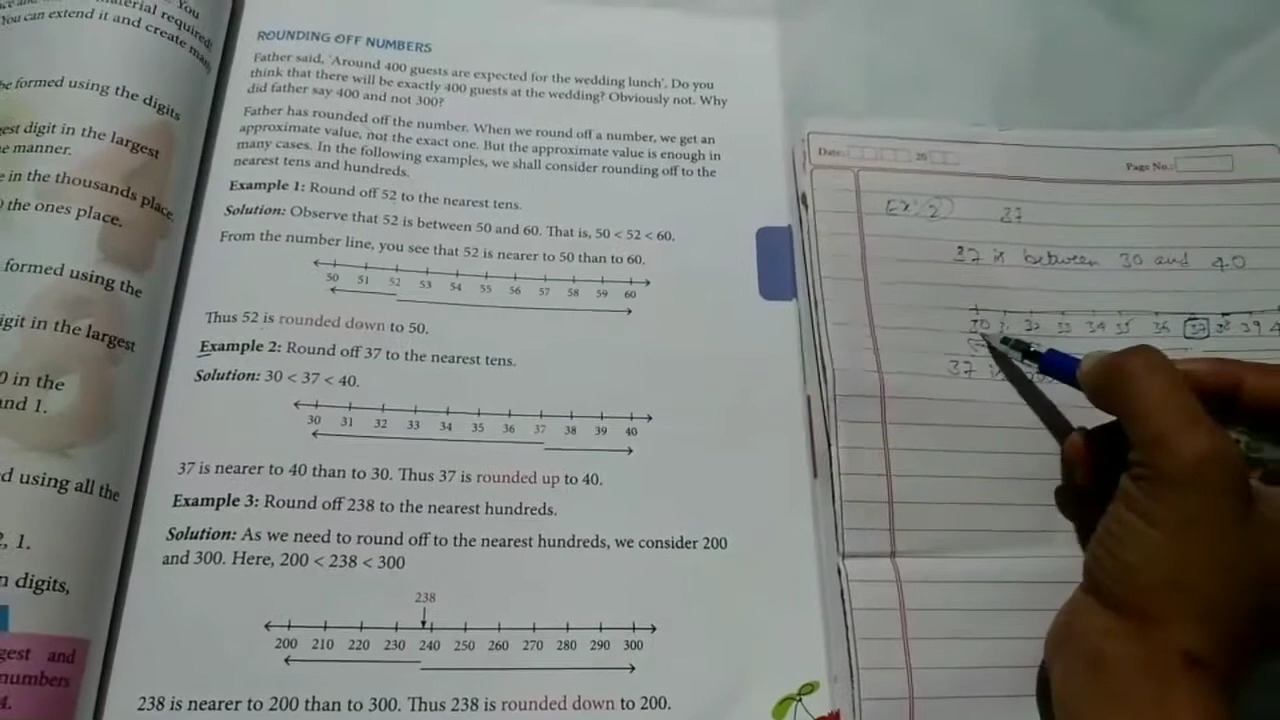 You
material required:
You can extend it and create many
be formed using the digits
gest digit in the largest
e manner.
e in the thousands place
the ones place.
formed using the
igit in the largest
0 in the
and 1.
d using all the
2, 1.
n digits,
gest and
numbers
4.
ROUNDING OFF NUMBERS
Father said, 'Around 400 guests are expected for the wedding lunch'. Do you
think that there will be exactly 400 guests at the wedding? Obviously not. Why
did father say 400 and not 300?
Father has rounded off the number. When we round off a number, we get an
approximate value, not the exact one. But the approximate value is enough in
many cases. In the following examples, we shall consider rounding off to the
nearest tens and hundreds.
Example 1: Round off 52 to the nearest tens.
Solution: Observe that 52 is between 50 and 60. That is, 50 < 52 < 60.
From the number line, you see that 52 is nearer to 50 than to 60.
50 51 52 53 54 55 56 57 58 59 60
Thus 52 is rounded down to 50.
Example 2: Round off 37 to the nearest tens.
Solution: 30 < 37 < 40.
30 31 32 33 34 35 36 37 38 39 40
37 is nearer to 40 than to 30. Thus 37 is rounded up to 40.
Example 3: Round off 238 to the nearest hundreds.
Solution: As we need to round off to the nearest hundreds, we consider 200
and 300. Here, 200 < 238 < 300
238
200 210 220 230 240 250 260 270 280 290 300
238 is nearer to 200 than to 300. Thus 238 is rounded down to 200.
Date: 20
Page No.:
Ex: 2) 37
37 is between 30 and 40
30 31 32 33 34 35 36 37 38 39 4
37